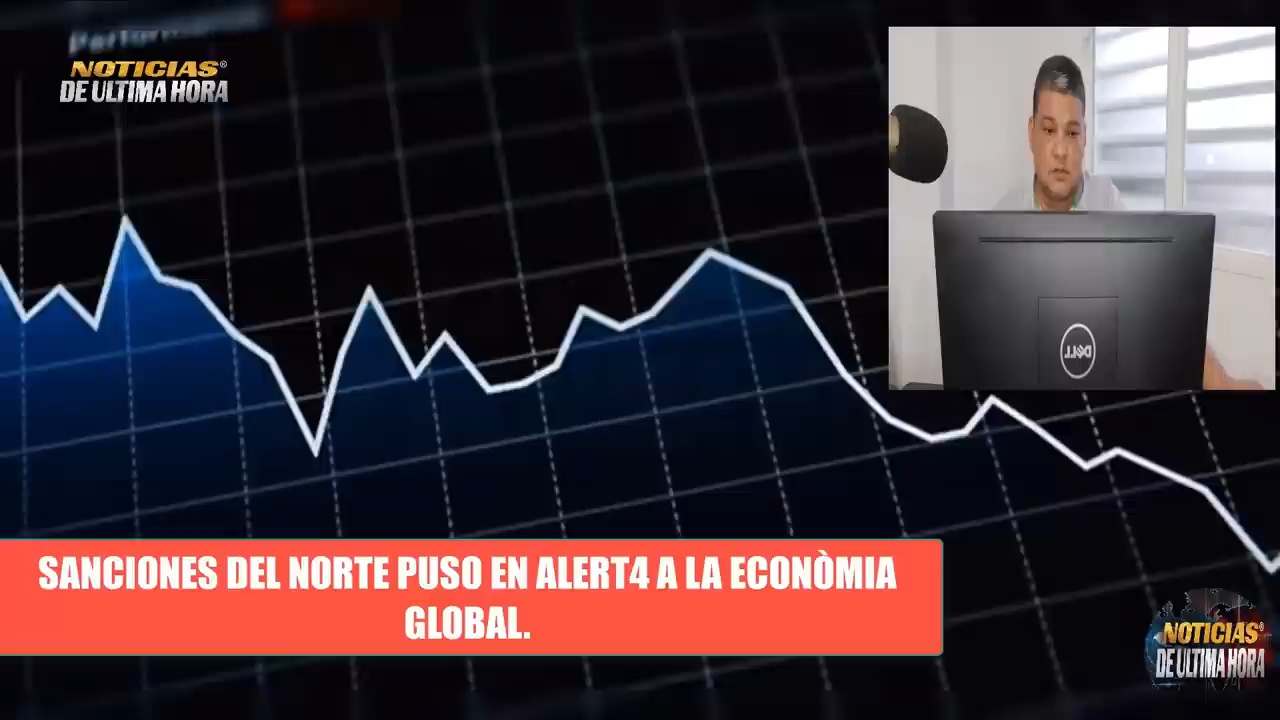 NOTICIAS®
DE ULTIMA HORA
DELL
SANCIONES DEL NORTE PUSO EN ALERT4 A LA ECONÒMIA
GLOBAL.
NOTICIAS®
DE ULTIMA HORA